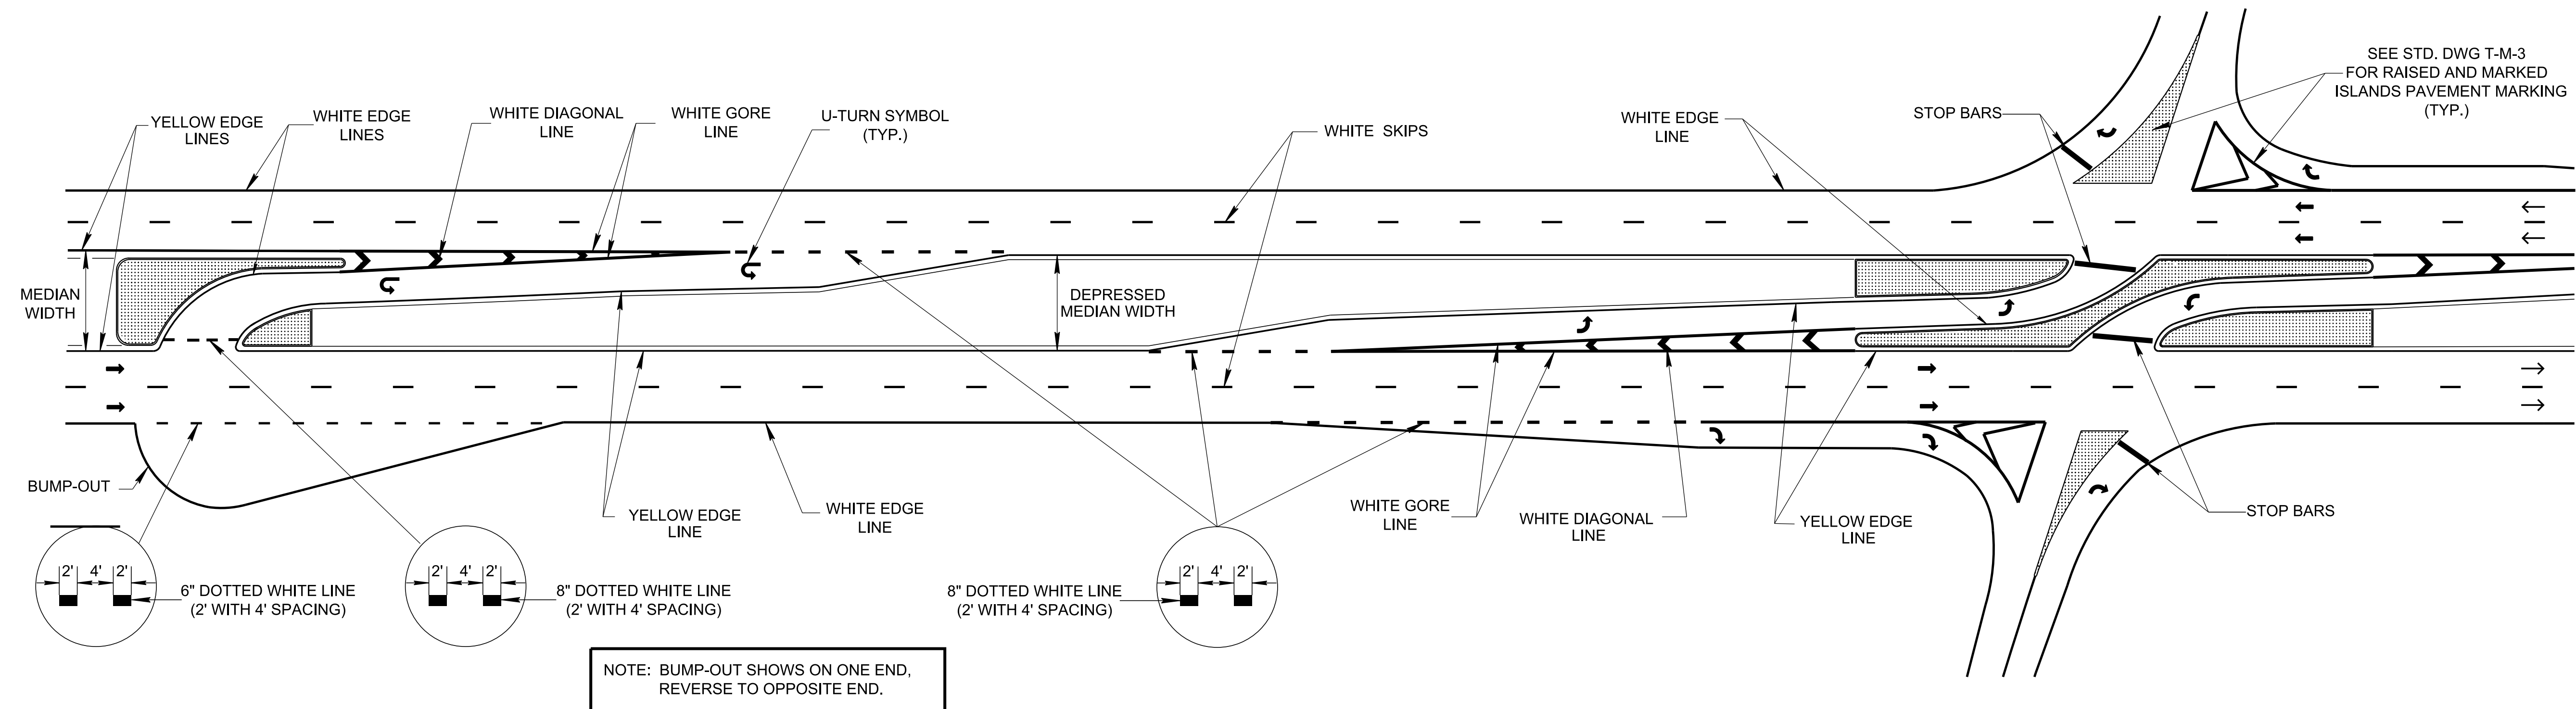 SEE STD. DWG T-M-3
FOR RAISED AND MARKED
ISLANDS PAVEMENT MARKING
(TYP.)
YELLOW EDGE
LINES
WHITE EDGE
LINES
WHITE DIAGONAL
LINE
WHITE GORE
LINE
U-TURN SYMBOL
(TYP.)
WHITE SKIPS
WHITE EDGE
LINE
STOP BARS
MEDIAN
WIDTH
DEPRESSED
MEDIAN WIDTH
BUMP-OUT
YELLOW EDGE
LINE
WHITE EDGE
LINE
WHITE GORE
LINE
WHITE DIAGONAL
LINE
YELLOW EDGE
LINE
STOP BARS
2' 4' 2'
6" DOTTED WHITE LINE
(2' WITH 4' SPACING)
2' 4' 2'
8" DOTTED WHITE LINE
(2' WITH 4' SPACING)
8" DOTTED WHITE LINE
(2' WITH 4' SPACING)
2' 4' 2'
NOTE: BUMP-OUT SHOWS ON ONE END,
REVERSE TO OPPOSITE END.